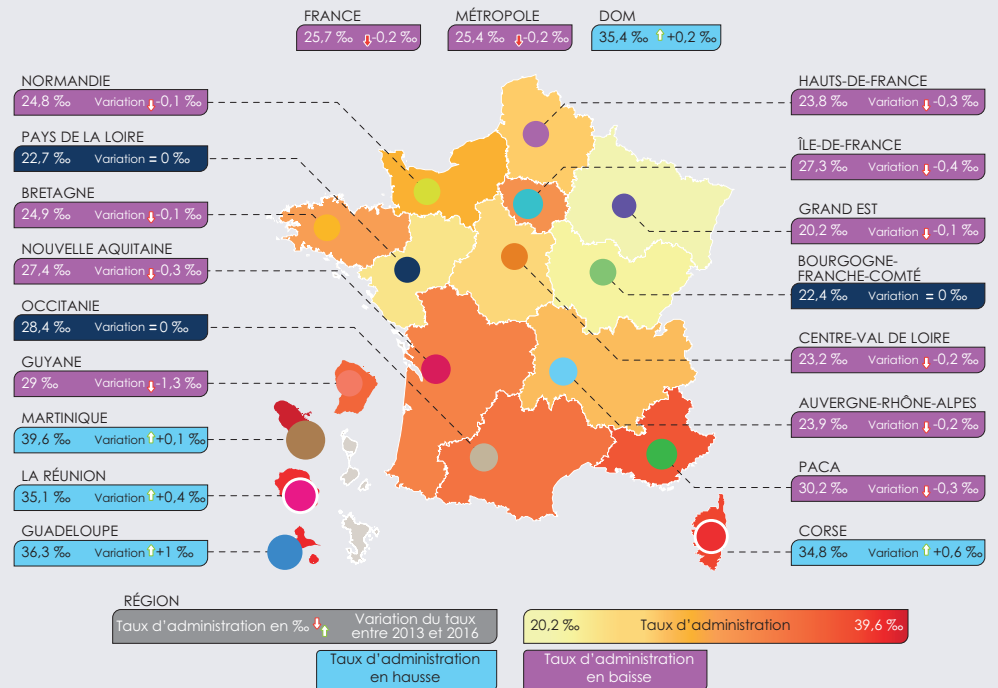 FRANCE
25,7 ‰ -0,2 ‰
MÉTROPOLE
25,4 ‰ -0,2 ‰
DOM
35,4 ‰ +0,2 ‰
NORMANDIE
24,8 ‰ Variation -0,1 ‰
PAYS DE LA LOIRE
22,7 ‰ Variation = 0 ‰
BRETAGNE
24,9 ‰ Variation -0,1 ‰
NOUVELLE AQUITAINE
27,4 ‰ Variation -0,3 ‰
OCCITANIE
28,4 ‰ Variation = 0 ‰
GUYANE
29 ‰ Variation -1,3 ‰
MARTINIQUE
39,6 ‰ Variation +0,1 ‰
LA RÉUNION
35,1 ‰ Variation +0,4 ‰
GUADELOUPE
36,3 ‰ Variation +1 ‰
HAUTS-DE-FRANCE
23,8 ‰ Variation -0,3 ‰
ÎLE-DE-FRANCE
27,3 ‰ Variation -0,4 ‰
GRAND EST
20,2 ‰ Variation -0,1 ‰
BOURGOGNE-
FRANCHE-COMTÉ
22,4 ‰ Variation = 0 ‰
CENTRE-VAL DE LOIRE
23,2 ‰ Variation -0,2 ‰
AUVERGNE-RHÔNE-ALPES
23,9 ‰ Variation -0,2 ‰
PACA
30,2 ‰ Variation -0,3 ‰
CORSE
34,8 ‰ Variation +0,6 ‰
RÉGION
Taux d'administration en ‰ Variation du taux
entre 2013 et 2016
20,2 ‰ Taux d'administration 39,6 ‰
Taux d'administration
en hausse
Taux d'administration
en baisse